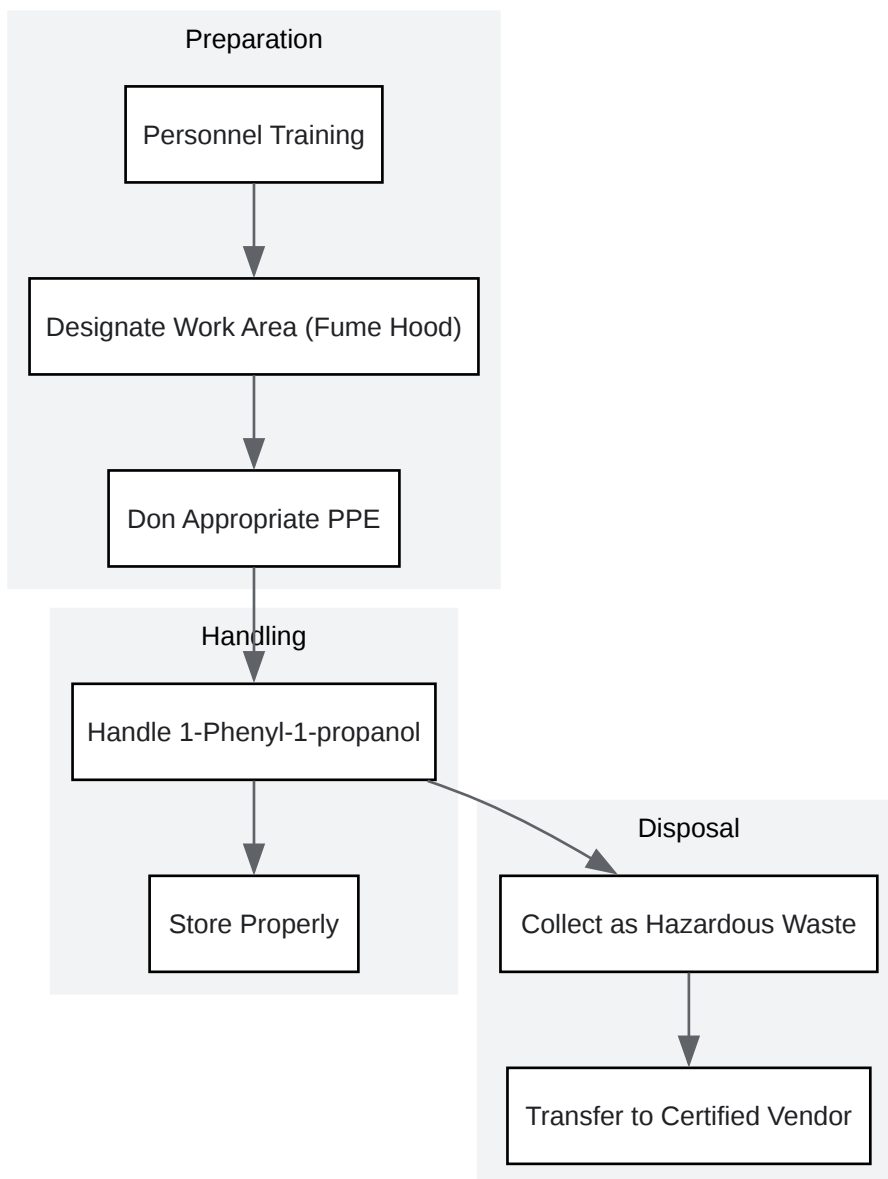 Preparation
Personnel Training
Designate Work Area (Fume Hood)
Don Appropriate PPE
Handling
Handle 1-Phenyl-1-propanol
Disposal
Store Properly
Collect as Hazardous Waste
Transfer to Certified Vendor